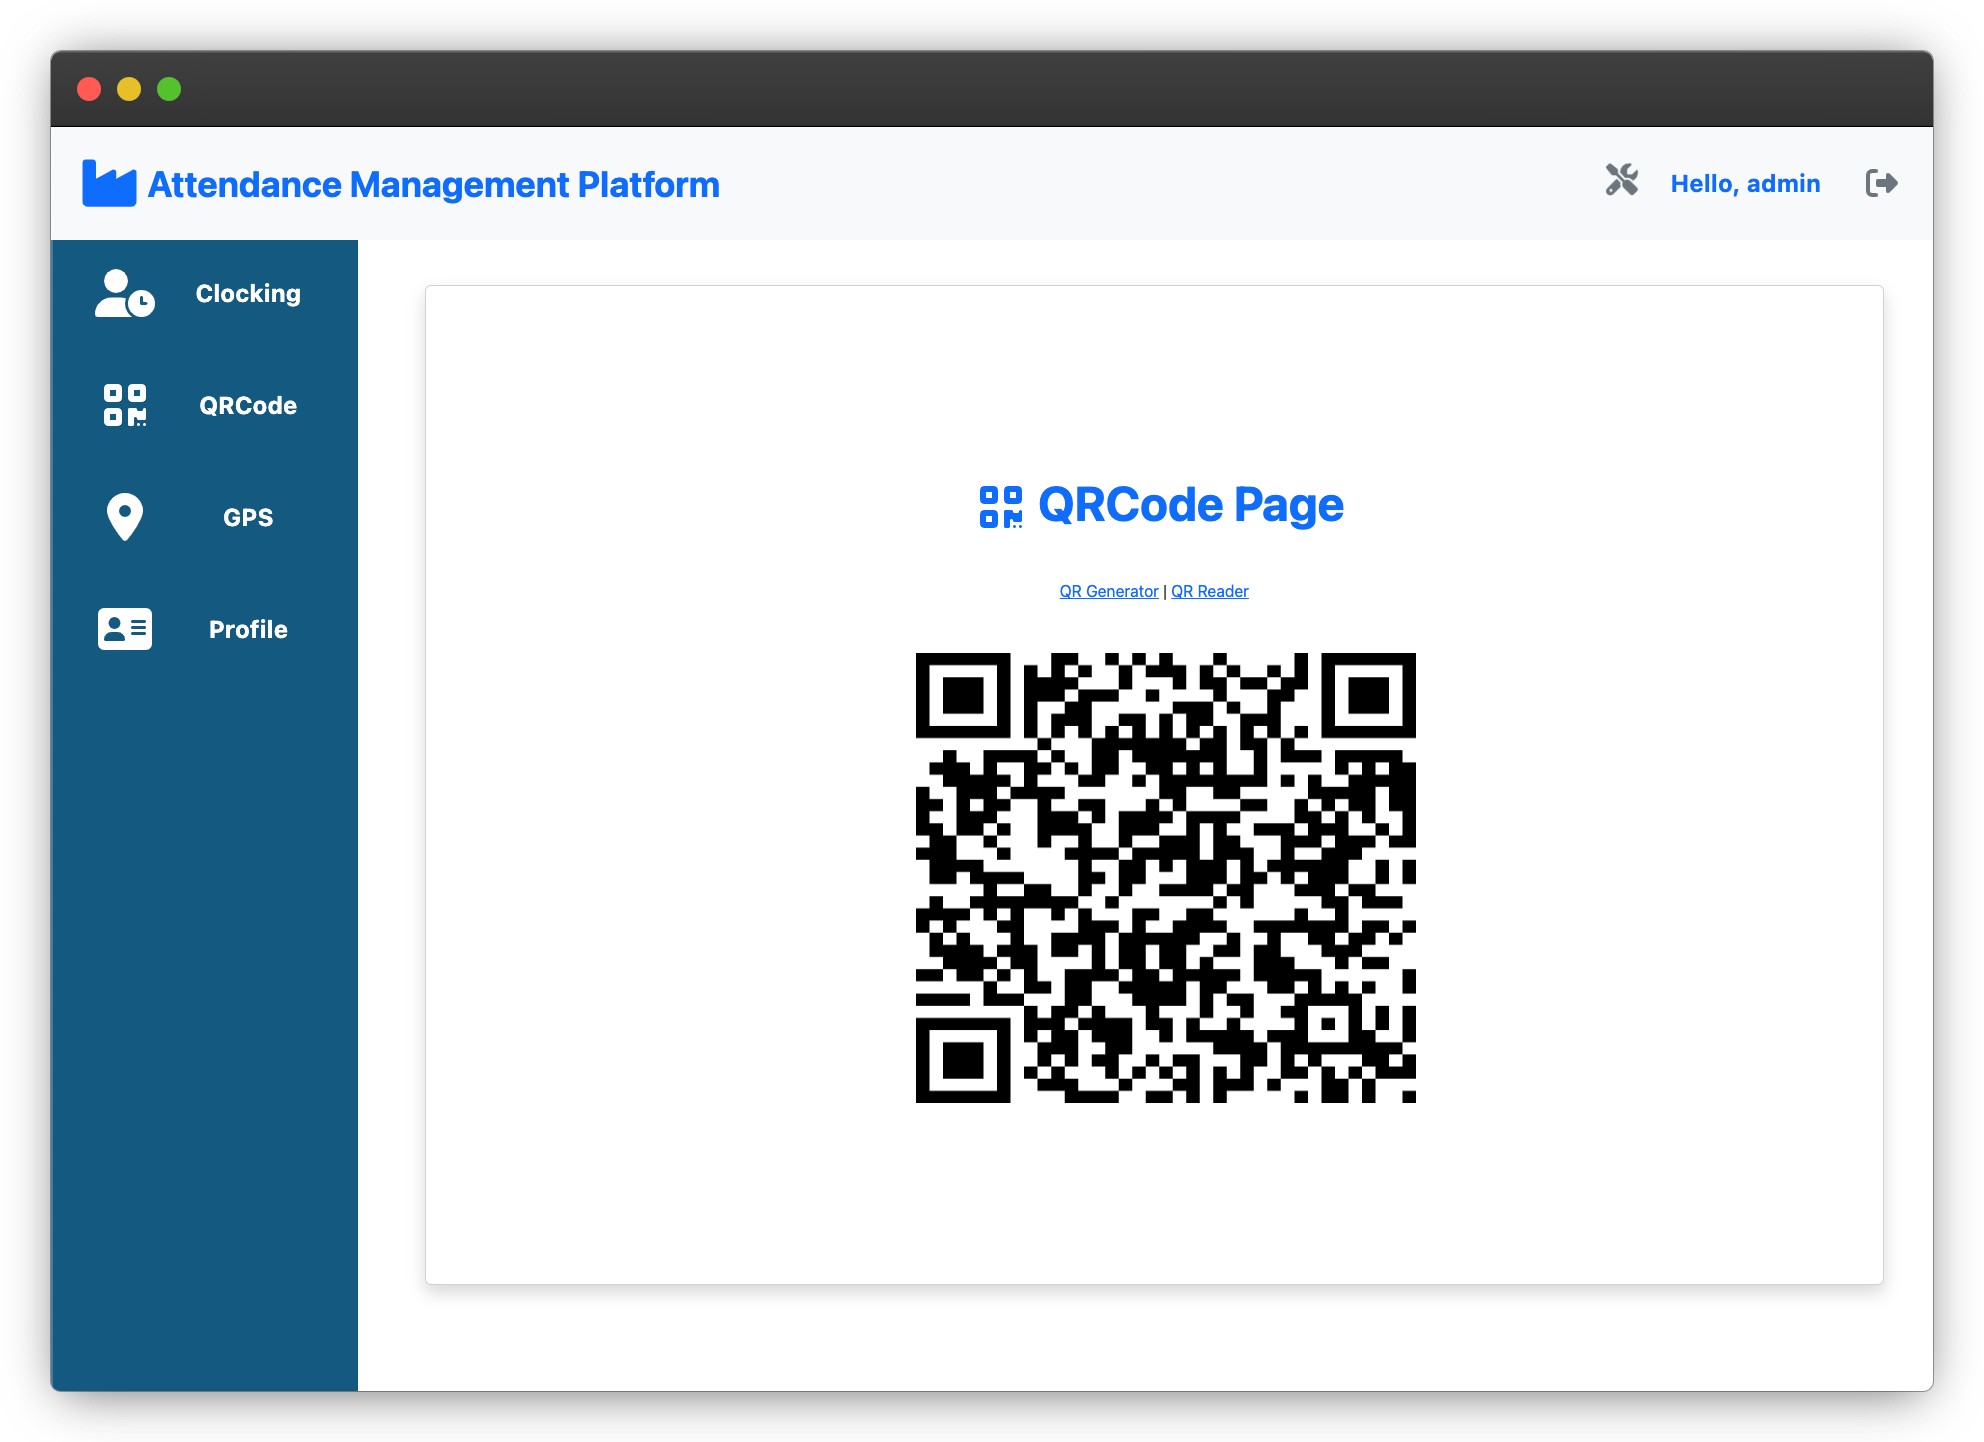 Attendance Management Platform
Hello, admin
Clocking
QRCode
GPS
Profile
QRCode Page
QR Generator | QR Reader